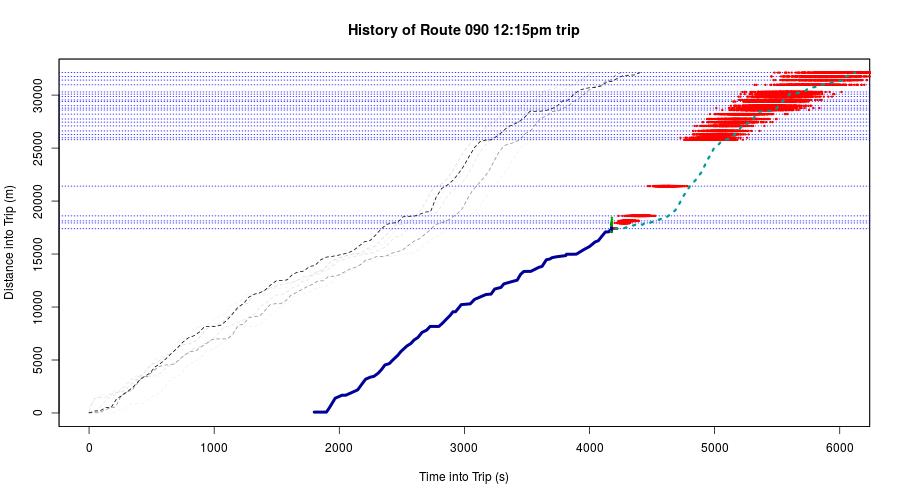 History of Route 090 12:15pm trip
Distance into Trip (m)
30000
25000
20000
15000
10000
5000
0
0 1000 2000 3000 4000 5000 6000
Time into Trip (s)